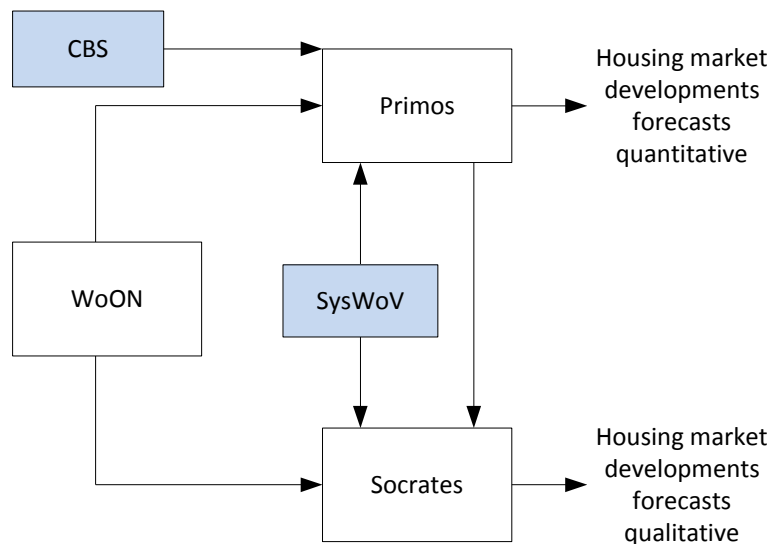 CBS
Primos
Housing market
developments
forecasts
quantitative
WoON
SysWoV
Socrates
Housing market
developments
forecasts
qualitative